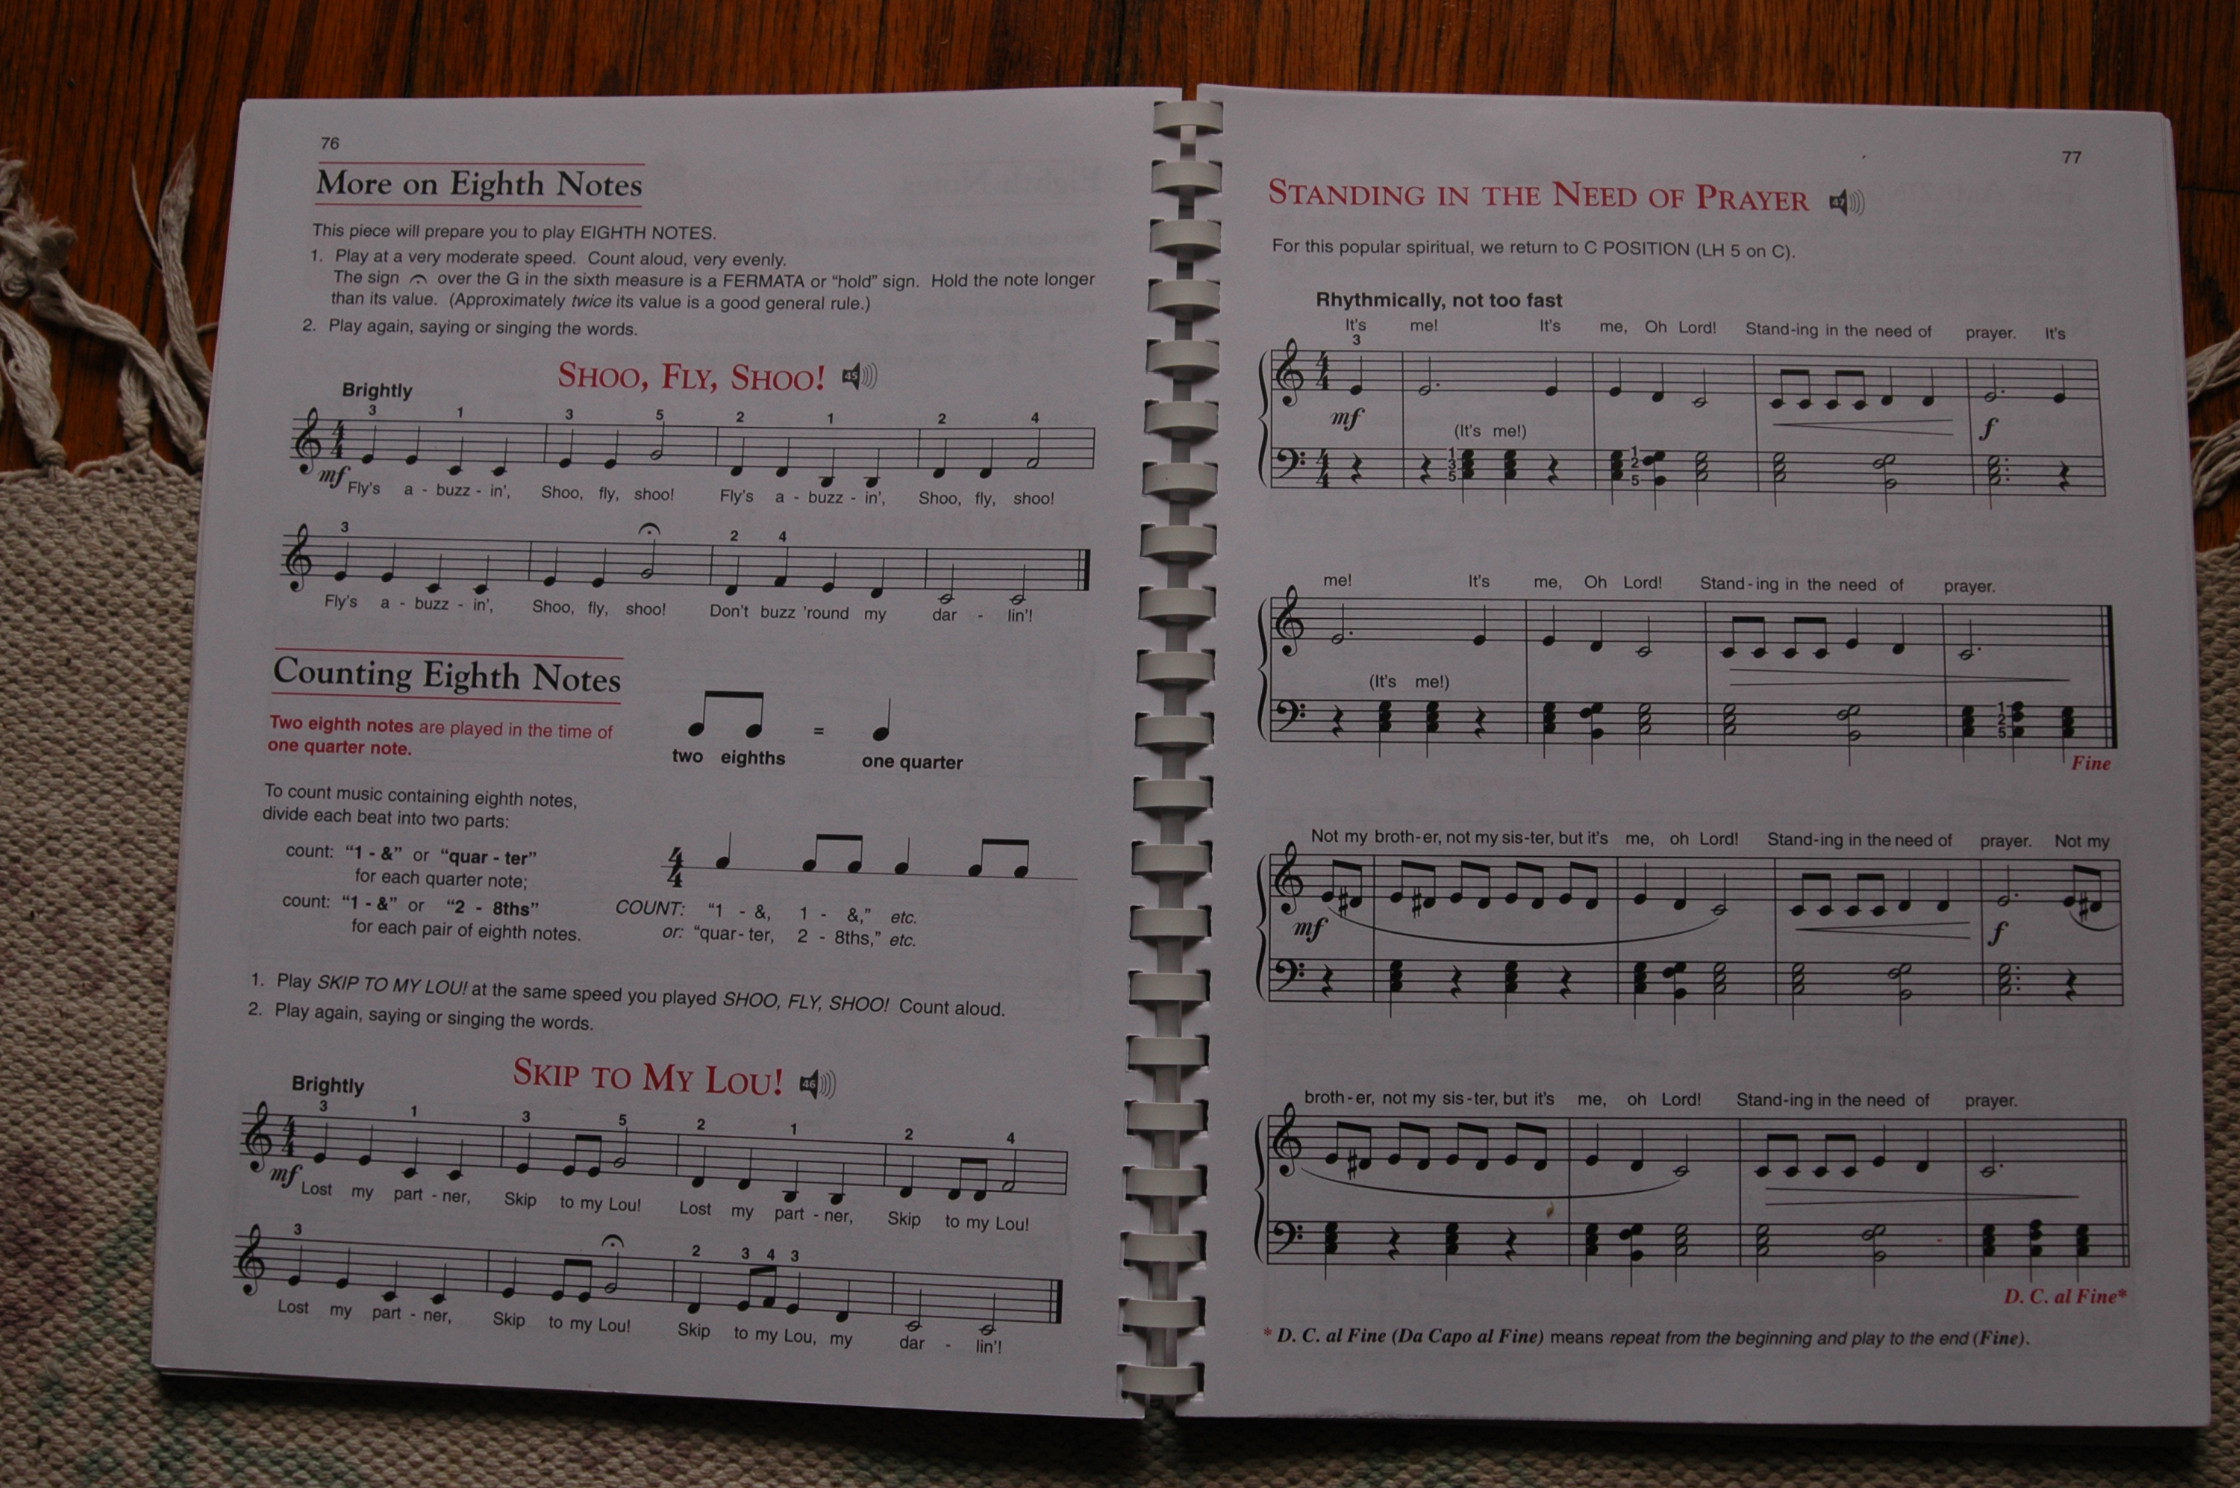 76
More on Eighth Notes
This piece will prepare you to play EIGHTH NOTES.
1. Play at a very moderate speed. Count aloud, very evenly.
The sign 𝄐 over the G in the sixth measure is a FERMATA or “hold” sign. Hold the note longer
than its value. (Approximately twice its value is a good general rule.)
2. Play again, saying or singing the words.
SHOO, FLY, SHOO! 45
Brightly
3 1 3 5 2 1 2 4
4
4
mf
Fly's a - buzz - in', Shoo, fly, shoo! Fly's a - buzz - in', Shoo, fly, shoo!
3 2 4
Fly's a - buzz - in', Shoo, fly, shoo! Don't buzz 'round my dar - lin'!
Counting Eighth Notes
Two eighth notes are played in the time of
one quarter note.
=
two eighths one quarter
To count music containing eighth notes,
divide each beat into two parts:
count: “1 - &” or “quar - ter”
for each quarter note;
count: “1 - &” or “2 - 8ths”
for each pair of eighth notes.
4
4
COUNT: “1 - &, 1 - &,” etc.
or: “quar - ter, 2 - 8ths,” etc.
1. Play SKIP TO MY LOU! at the same speed you played SHOO, FLY, SHOO! Count aloud.
2. Play again, saying or singing the words.
SKIP TO MY LOU! 46
Brightly
3 1 3 5 2 1 2 4
4
4
mf
Lost my part - ner, Skip to my Lou! Lost my part - ner, Skip to my Lou!
3 2 3 4 3
Lost my part - ner, Skip to my Lou! Skip to my Lou, my dar - lin'!
77
STANDING IN THE NEED OF PRAYER 47
For this popular spiritual, we return to C POSITION (LH 5 on C).
Rhythmically, not too fast
It's me! It's me, Oh Lord! Stand-ing in the need of prayer. It's
3
4
4
mf f
(It's me!)
4
4
1 3 5 1 2 5
me! It's me, Oh Lord! Stand-ing in the need of prayer.
(It's me!)
1 2 5
Fine
Not my broth-er, not my sis-ter, but it's me, oh Lord! Stand-ing in the need of prayer. Not my
mf f
broth-er, not my sis-ter, but it's me, oh Lord! Stand-ing in the need of prayer.
D. C. al Fine*
* D. C. al Fine (Da Capo al Fine) means repeat from the beginning and play to the end (Fine).